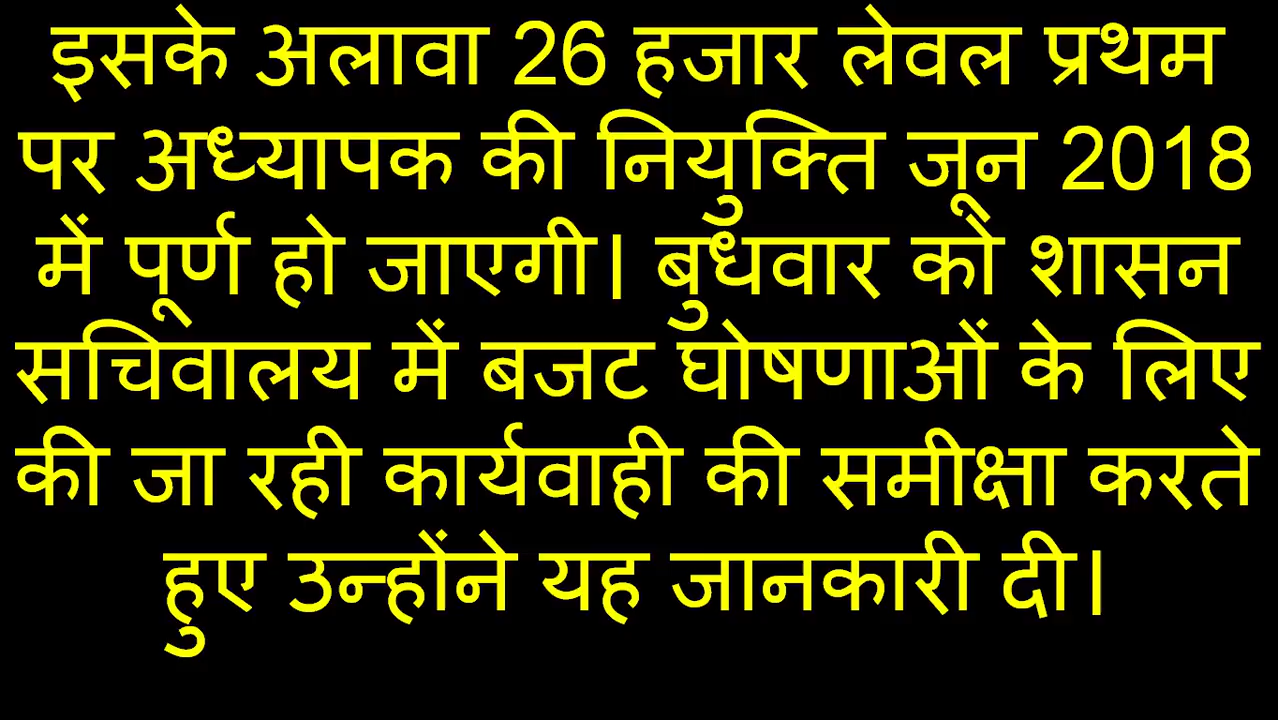 इसके अलावा 26 हजार लेवल प्रथम
पर अध्यापक की नियुक्ति जून 2018
में पूर्ण हो जाएगी। बुधवार को शासन
सचिवालय में बजट घोषणाओं के लिए
की जा रही कार्यवाही की समीक्षा करते
हुए उन्होंने यह जानकारी दी।